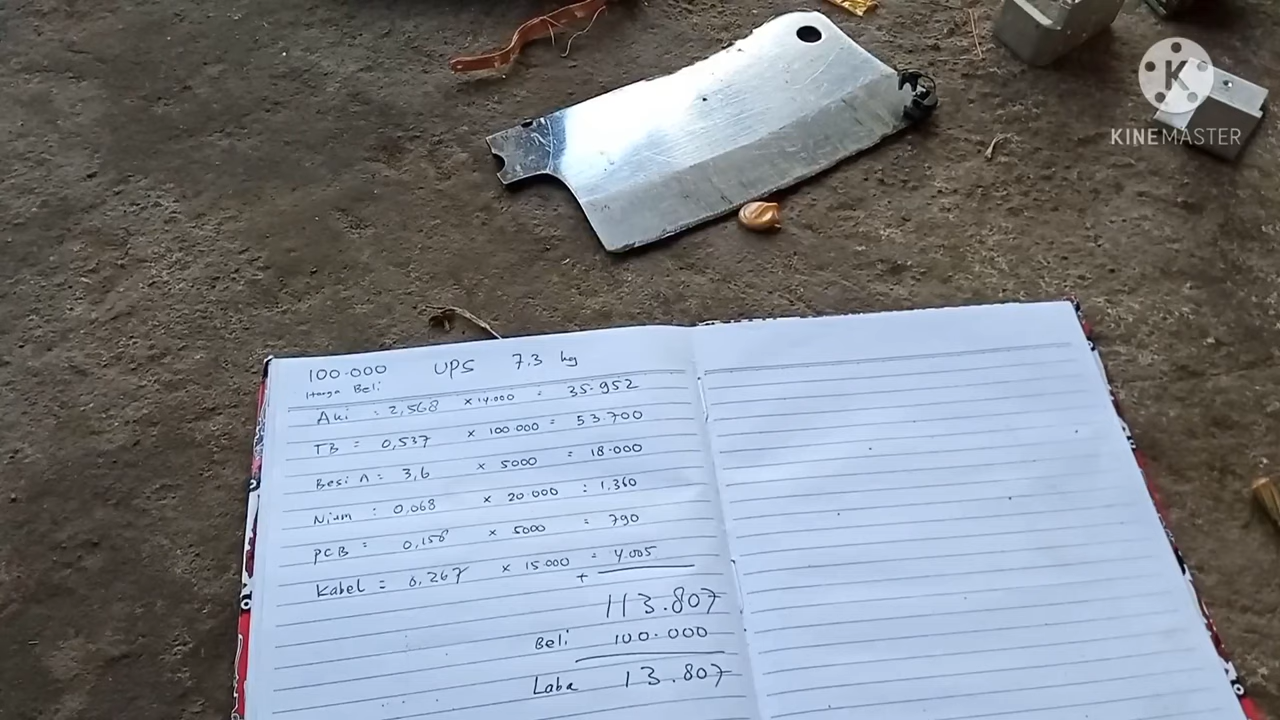 KINEMASTER
100.000 UPS 7.3 kg
Harga Beli
Aki : 2,568 x 14.000 = 35.952
TB = 0,537 x 100.000 = 53.700
Besi A = 3,6 x 5000 = 18.000
Nium : 0,068 x 20.000 = 1.360
PCB = 0,158 x 5000 = 790
Kabel = 0,267 x 15.000 = 4.005
+
113.807
Beli 100.000
Laba 13.807